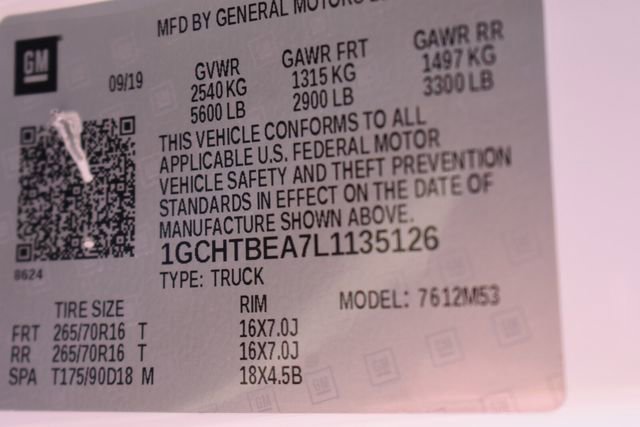 MFD BY GENERAL MOTORS
GM
09/19
GVWR GAWR FRT GAWR RR
2540 KG 1315 KG 1497 KG
5600 LB 2900 LB 3300 LB
THIS VEHICLE CONFORMS TO ALL
APPLICABLE U.S. FEDERAL MOTOR
VEHICLE SAFETY AND THEFT PREVENTION
STANDARDS IN EFFECT ON THE DATE OF
MANUFACTURE SHOWN ABOVE.
1GCHTBEA7L1135126
8624
TYPE: TRUCK
TIRE SIZE RIM MODEL: 7612M53
FRT 265/70R16 T 16X7.0J
RR 265/70R16 T 16X7.0J
SPA T175/90D18 M 18X4.5B